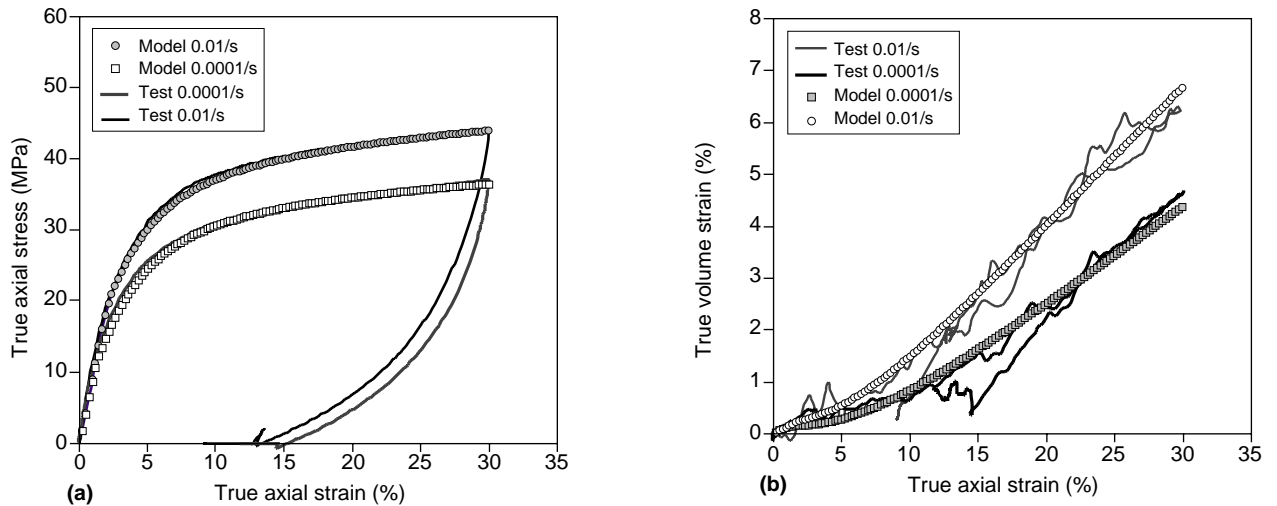 60
50
40
30
20
10
0
0
5
10
15
20
25
30
35
True axial stress (MPa)
True axial strain (%)
(a)
Model 0.01/s
Model 0.0001/s
Test 0.0001/s
Test 0.01/s
8
7
6
5
4
3
2
1
0
0
5
10
15
20
25
30
35
True volume strain (%)
True axial strain (%)
(b)
Test 0.01/s
Test 0.0001/s
Model 0.0001/s
Model 0.01/s